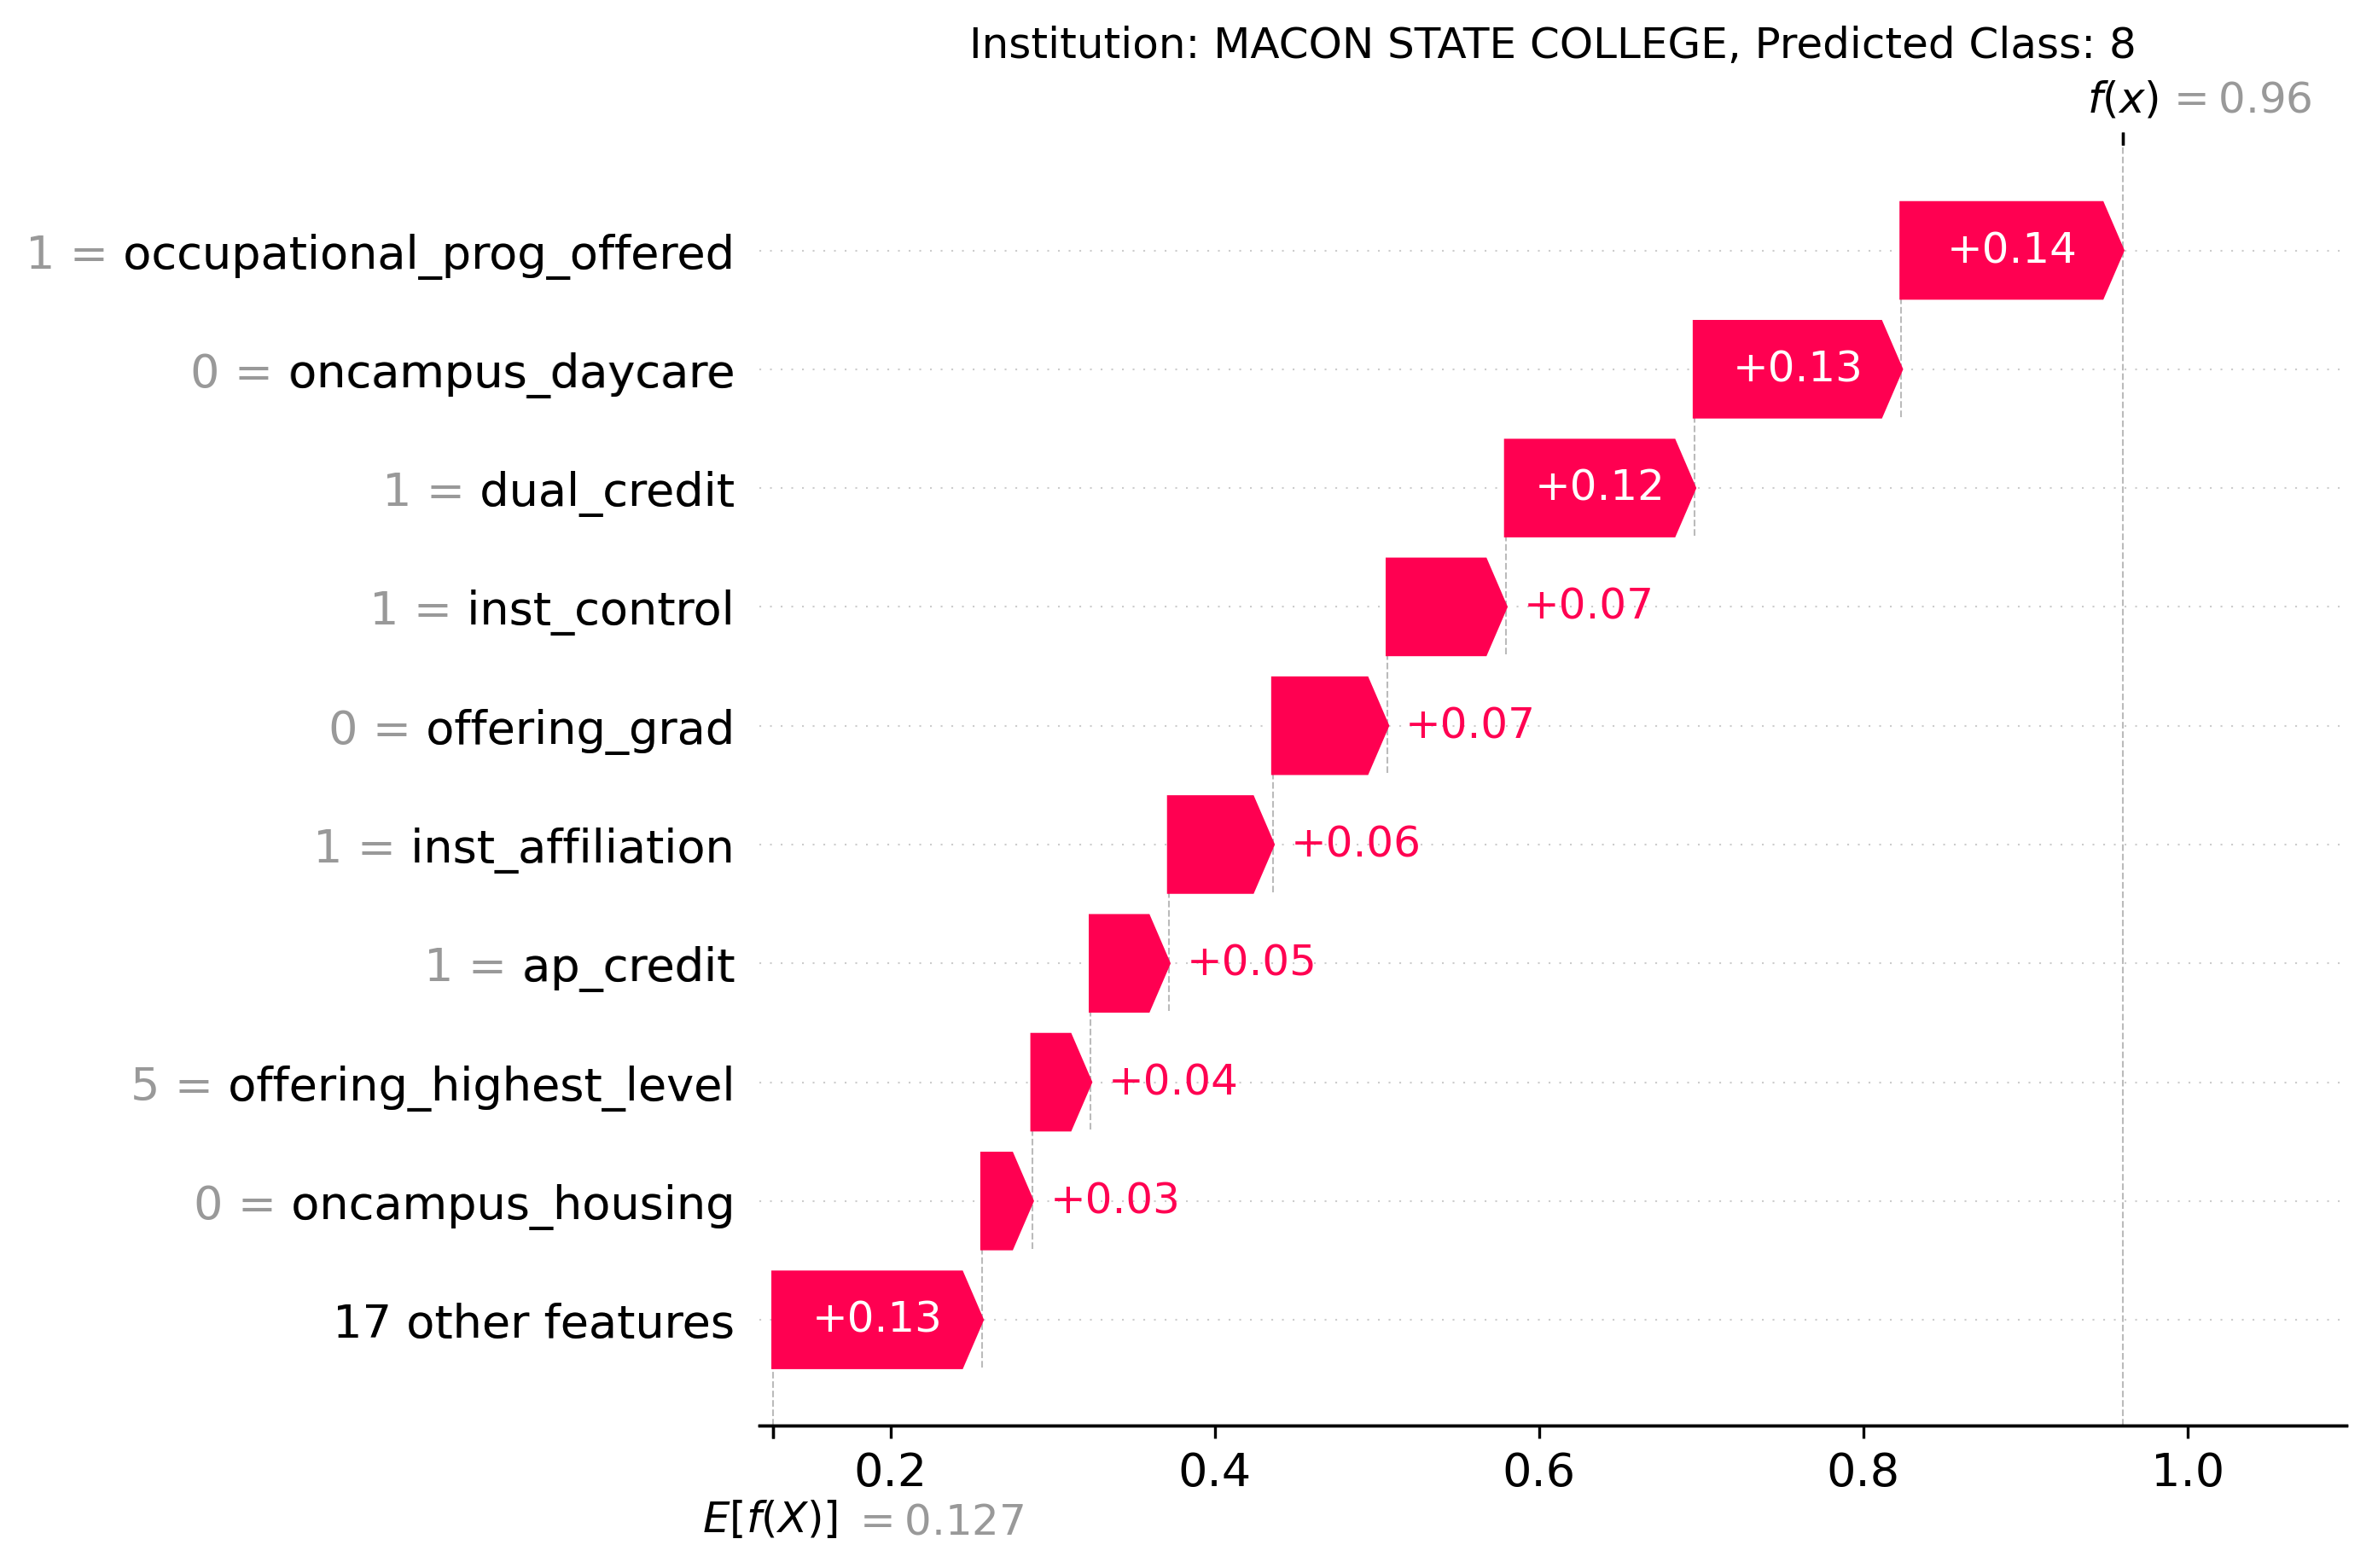 Institution: MACON STATE COLLEGE, Predicted Class: 8
f(x) = 0.96
1 = occupational_prog_offered +0.14
0 = oncampus_daycare +0.13
1 = dual_credit +0.12
1 = inst_control +0.07
0 = offering_grad +0.07
1 = inst_affiliation +0.06
1 = ap_credit +0.05
5 = offering_highest_level +0.04
0 = oncampus_housing +0.03
17 other features +0.13
0.2 0.4 0.6 0.8 1.0
E[f(X)] = 0.127